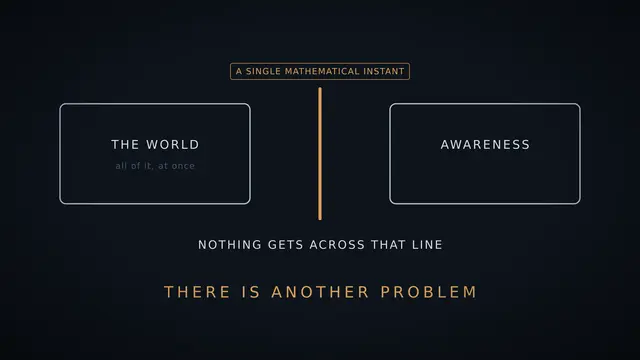 A SINGLE MATHEMATICAL INSTANT
THE WORLD
all of it, at once
AWARENESS
NOTHING GETS ACROSS THAT LINE
THERE IS ANOTHER PROBLEM